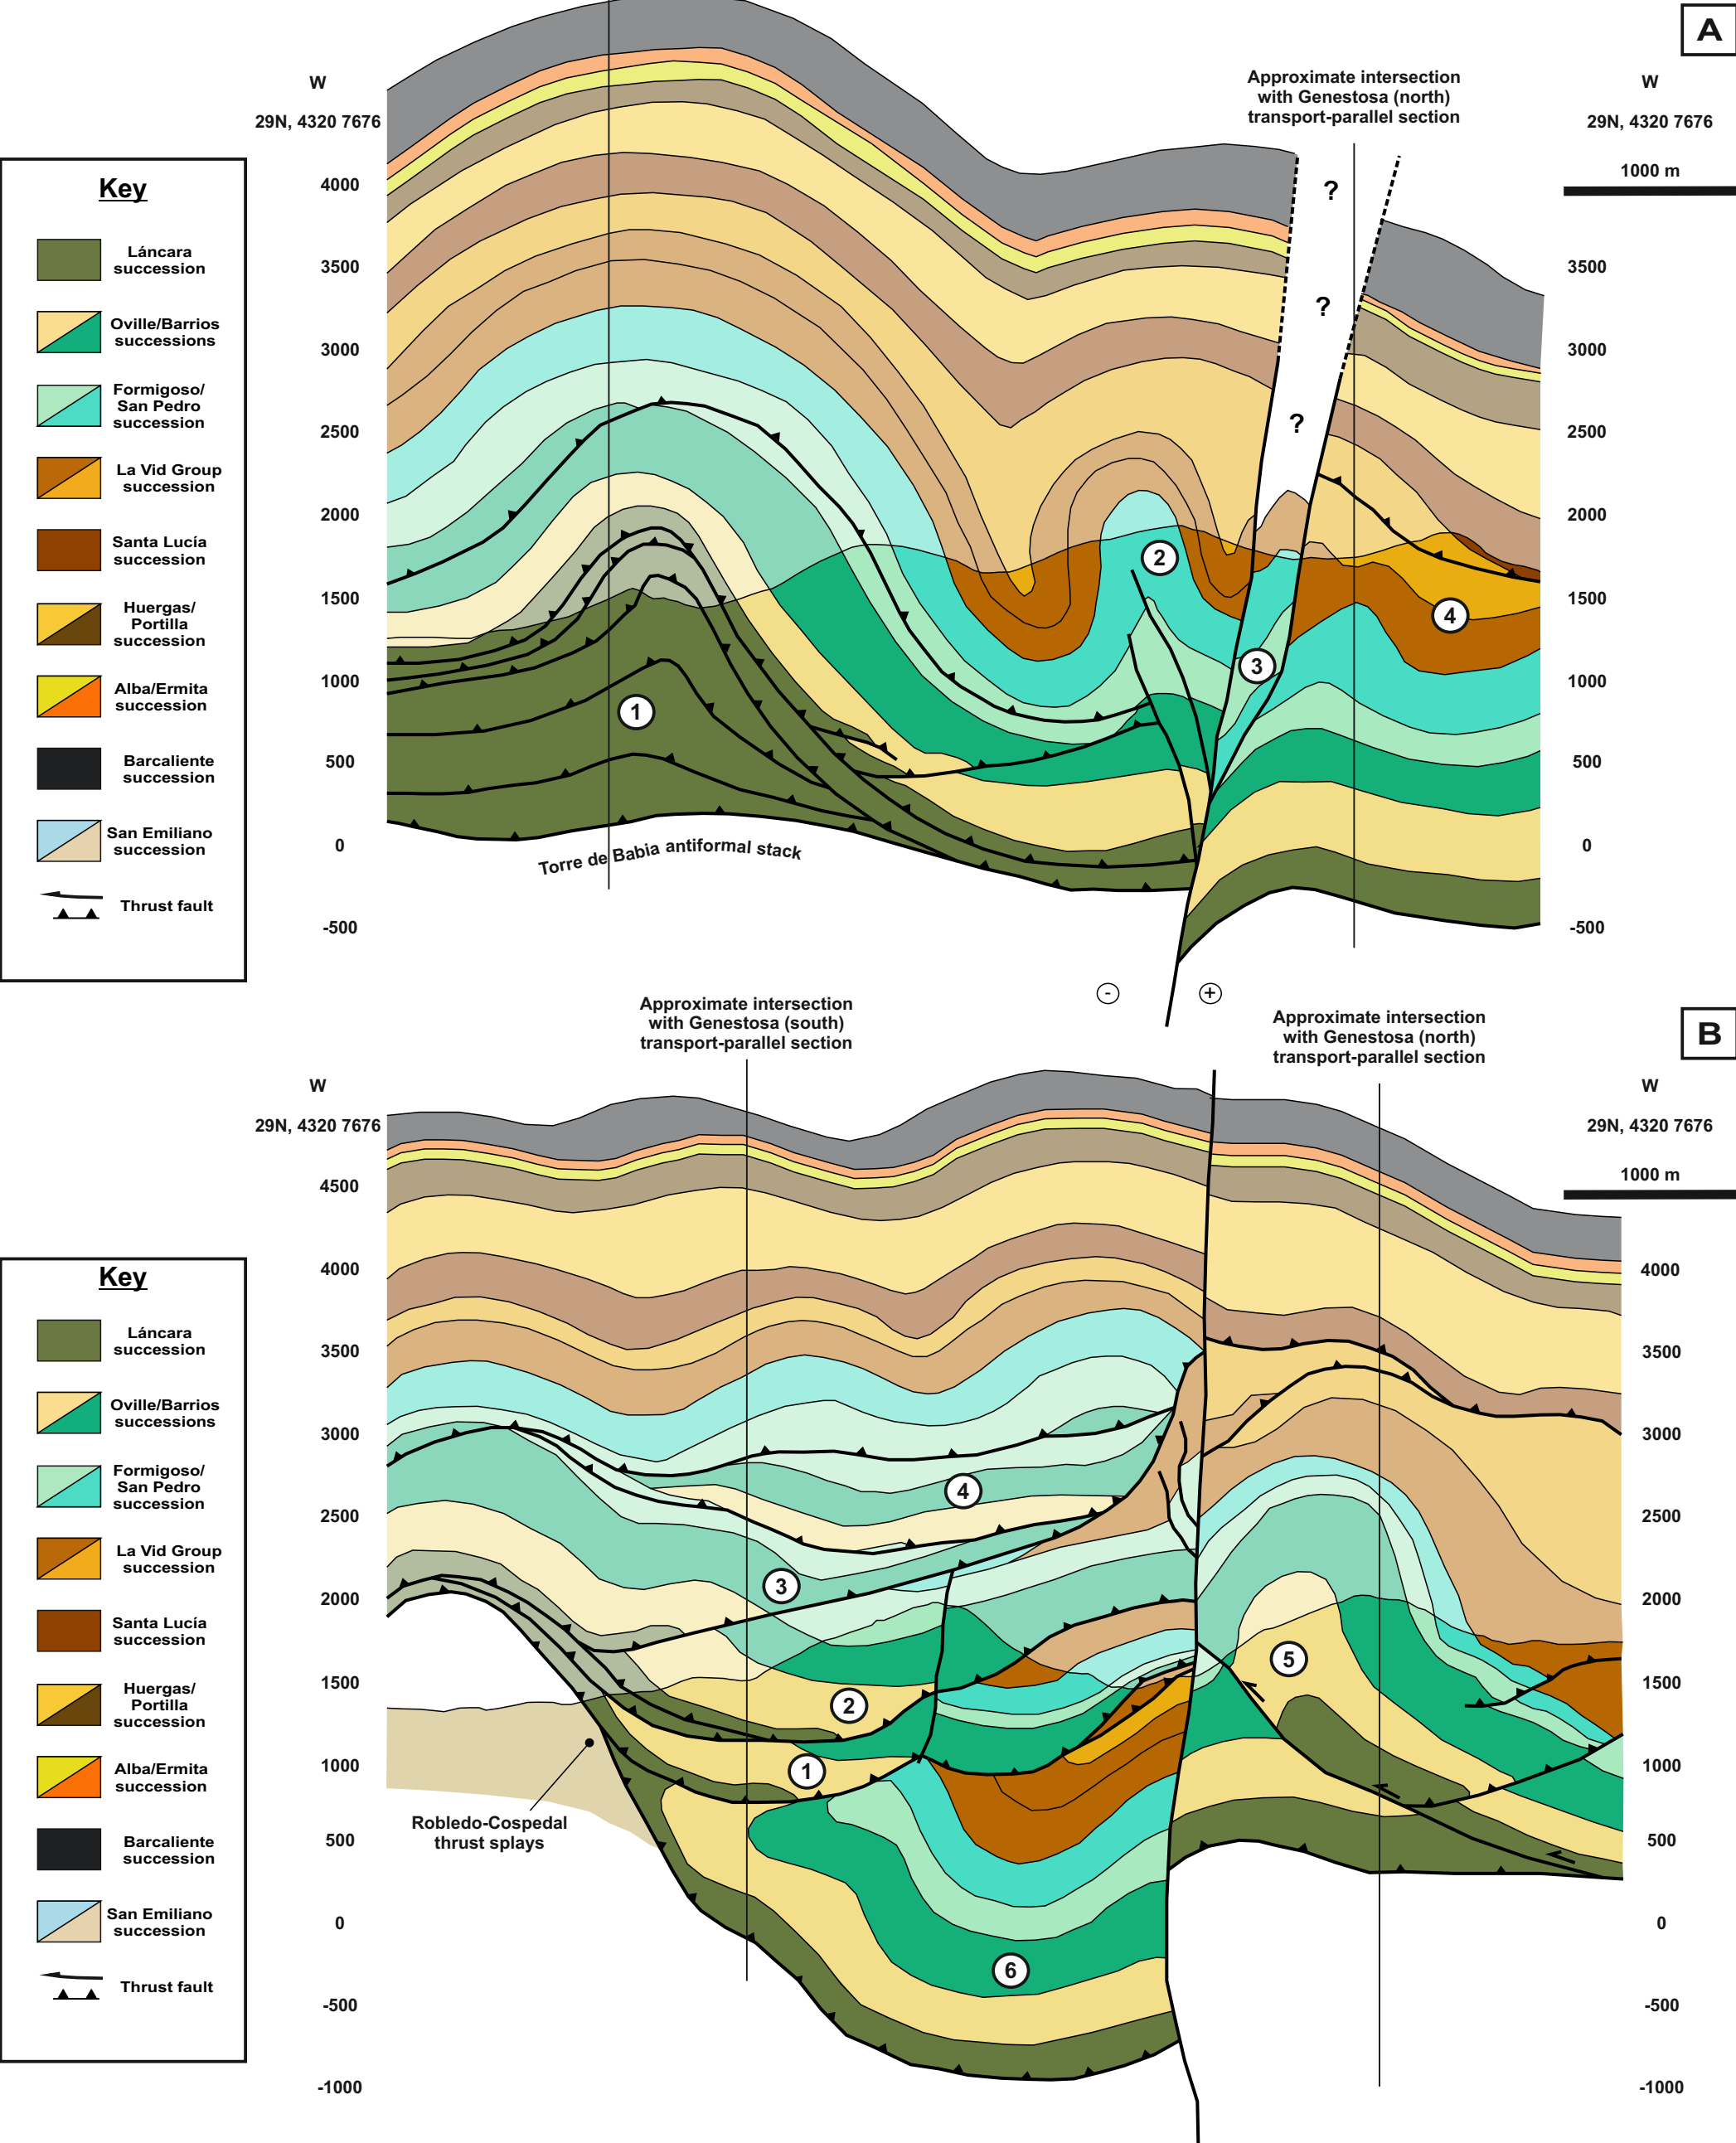 A
W
29N, 4320 7676
Approximate intersection
with Genestosa (north)
transport-parallel section
W
29N, 4320 7676
1000 m
Key
Láncara
succession
Oville/Barrios
successions
Formigoso/
San Pedro
succession
La Vid Group
succession
Santa Lucía
succession
Huergas/
Portilla
succession
Alba/Ermita
succession
Barcaliente
succession
San Emiliano
succession
Thrust fault
4000
3500
3000
2500
2000
1500
1000
500
0
-500
?
?
?
1
2
3
4
Torre de Babia antiformal stack
3500
3000
2500
2000
1500
1000
500
0
-500
-
+
B
Approximate intersection
with Genestosa (south)
transport-parallel section
Approximate intersection
with Genestosa (north)
transport-parallel section
W
29N, 4320 7676
W
29N, 4320 7676
1000 m
Key
Láncara
succession
Oville/Barrios
successions
Formigoso/
San Pedro
succession
La Vid Group
succession
Santa Lucía
succession
Huergas/
Portilla
succession
Alba/Ermita
succession
Barcaliente
succession
San Emiliano
succession
Thrust fault
4500
4000
3500
3000
2500
2000
1500
1000
500
0
-500
-1000
4
3
2
1
5
6
Robledo-Cospedal
thrust splays
4000
3500
3000
2500
2000
1500
1000
500
0
-500
-1000